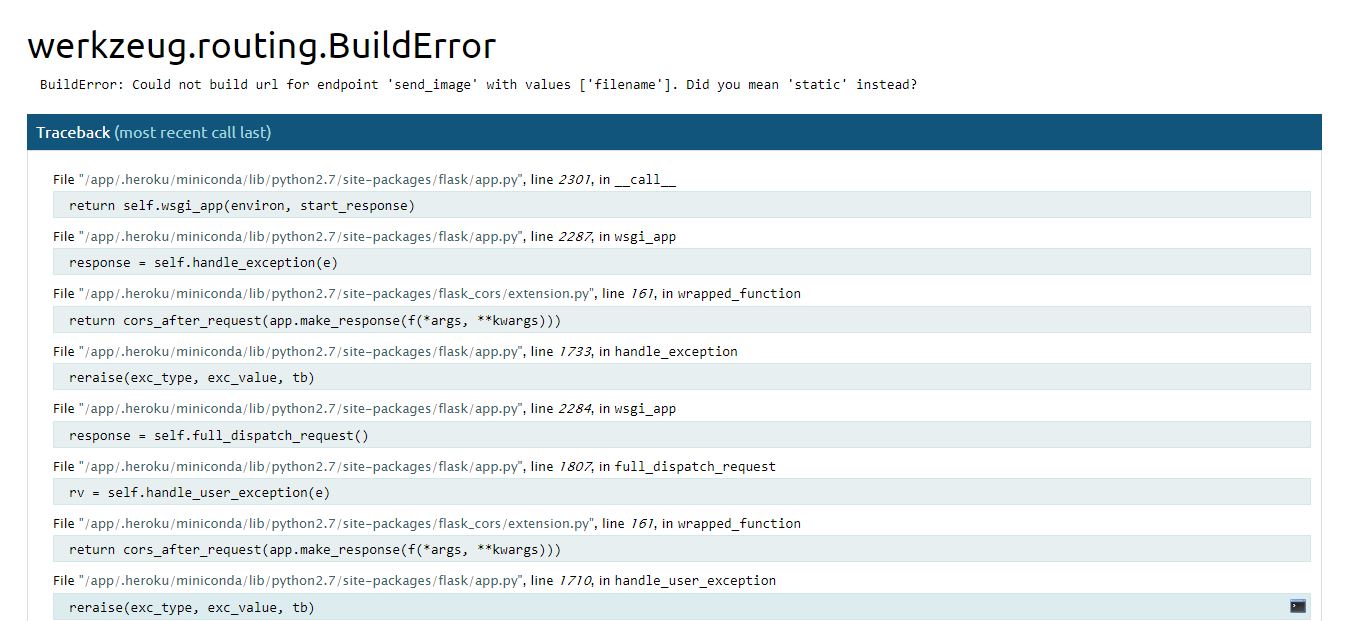 werkzeug.routing.BuildError
BuildError: Could not build url for endpoint 'send_image' with values ['filename']. Did you mean 'static' instead?
Traceback (most recent call last)
File "/app/.heroku/miniconda/lib/python2.7/site-packages/flask/app.py", line 2301, in __call__
return self.wsgi_app(environ, start_response)
File "/app/.heroku/miniconda/lib/python2.7/site-packages/flask/app.py", line 2287, in wsgi_app
response = self.handle_exception(e)
File "/app/.heroku/miniconda/lib/python2.7/site-packages/flask_cors/extension.py", line 161, in wrapped_function
return cors_after_request(app.make_response(f(*args, **kwargs)))
File "/app/.heroku/miniconda/lib/python2.7/site-packages/flask/app.py", line 1733, in handle_exception
reraise(exc_type, exc_value, tb)
File "/app/.heroku/miniconda/lib/python2.7/site-packages/flask/app.py", line 2284, in wsgi_app
response = self.full_dispatch_request()
File "/app/.heroku/miniconda/lib/python2.7/site-packages/flask/app.py", line 1807, in full_dispatch_request
rv = self.handle_user_exception(e)
File "/app/.heroku/miniconda/lib/python2.7/site-packages/flask_cors/extension.py", line 161, in wrapped_function
return cors_after_request(app.make_response(f(*args, **kwargs)))
File "/app/.heroku/miniconda/lib/python2.7/site-packages/flask/app.py", line 1710, in handle_user_exception
reraise(exc_type, exc_value, tb)